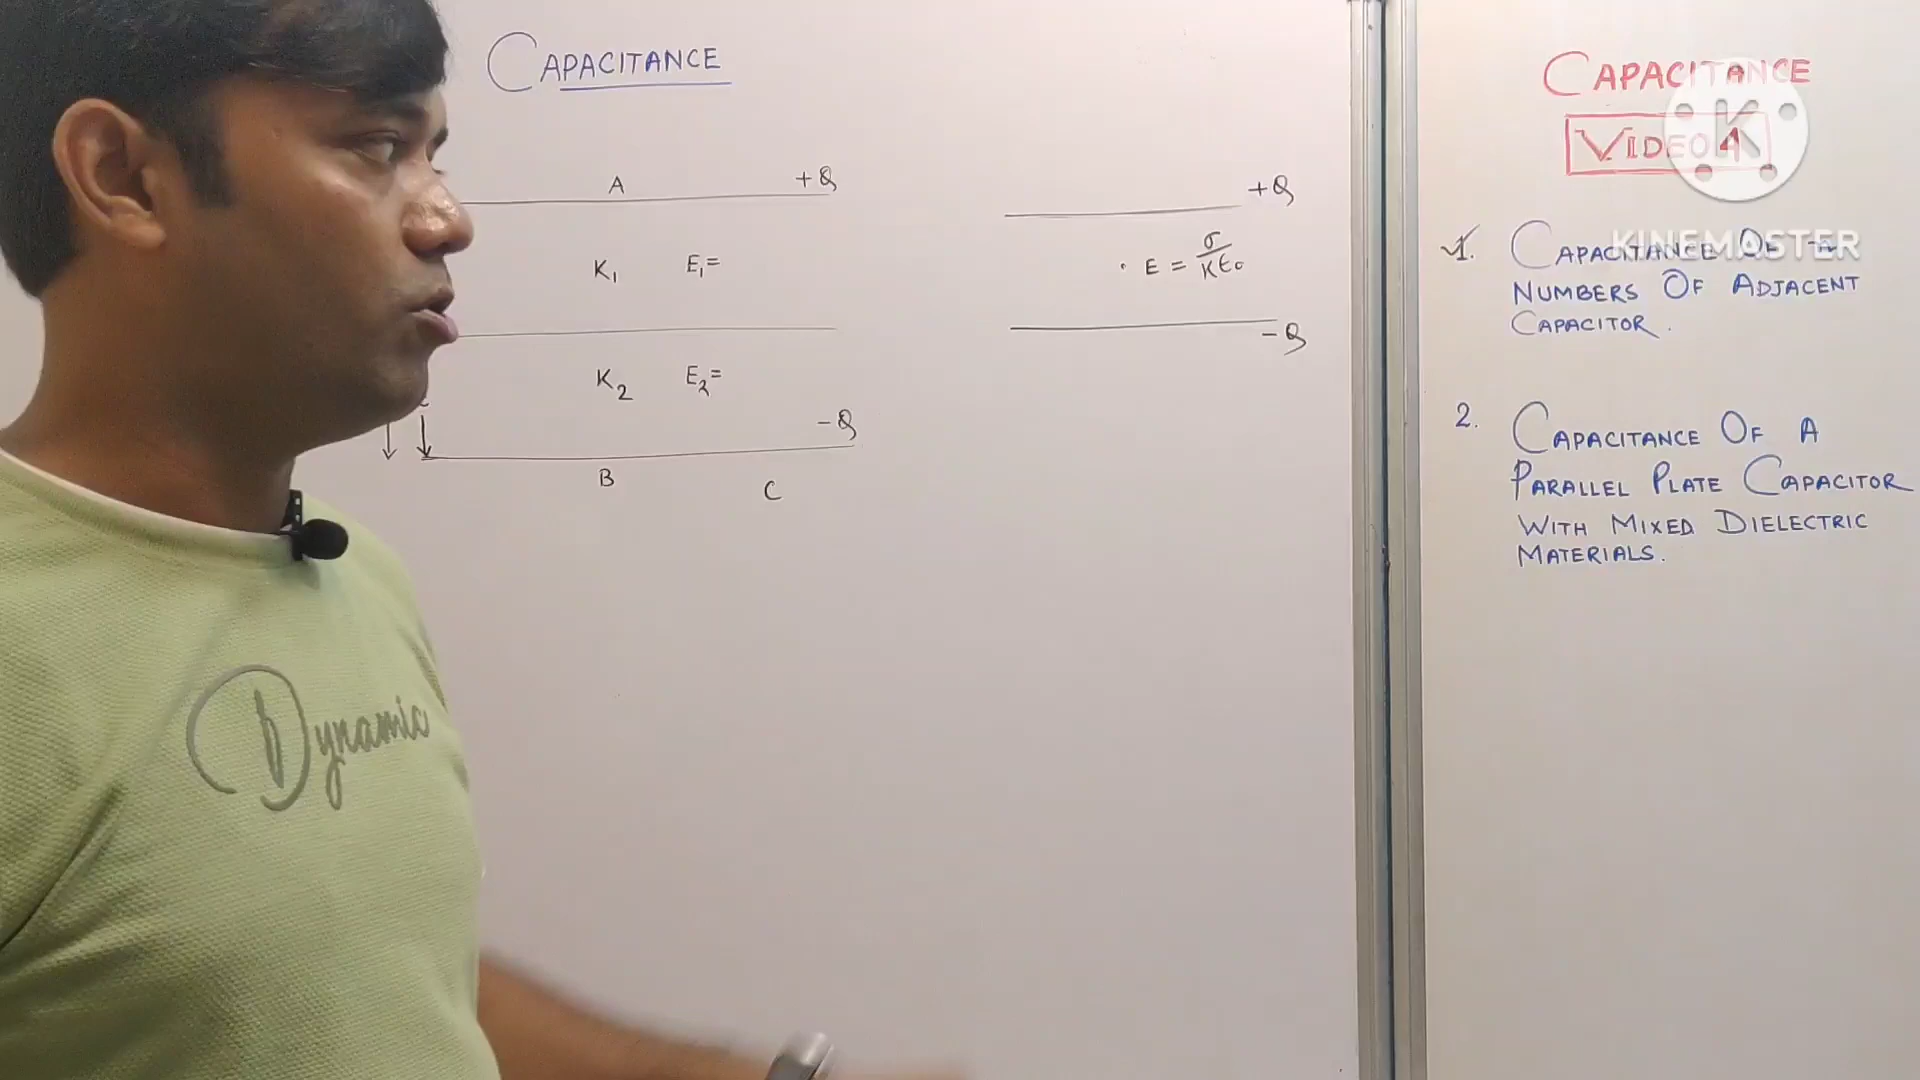 CAPACITANCE
A
+Q
K1 E1=
K2 E2=
-Q
B
C
+Q
. E = σ/Kε0
-Q
CAPACITANCE
VIDEO 4
KINEMASTER
1. CAPACITANCE OF A
NUMBERS OF ADJACENT
CAPACITOR.
2. CAPACITANCE OF A
PARALLEL PLATE CAPACITOR
WITH MIXED DIELECTRIC
MATERIALS.
Dynamic